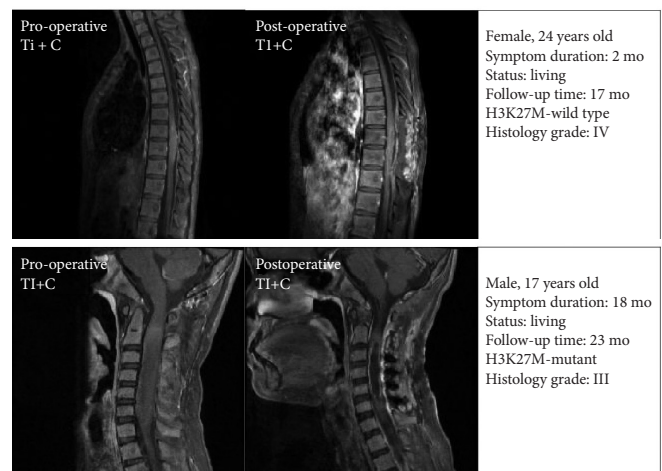 Pro-operative
Ti + C
Post-operative
T1+C
Female, 24 years old
Symptom duration: 2 mo
Status: living
Follow-up time: 17 mo
H3K27M-wild type
Histology grade: IV
Pro-operative
TI+C
Postoperative
TI+C
Male, 17 years old
Symptom duration: 18 mo
Status: living
Follow-up time: 23 mo
H3K27M-mutant
Histology grade: III